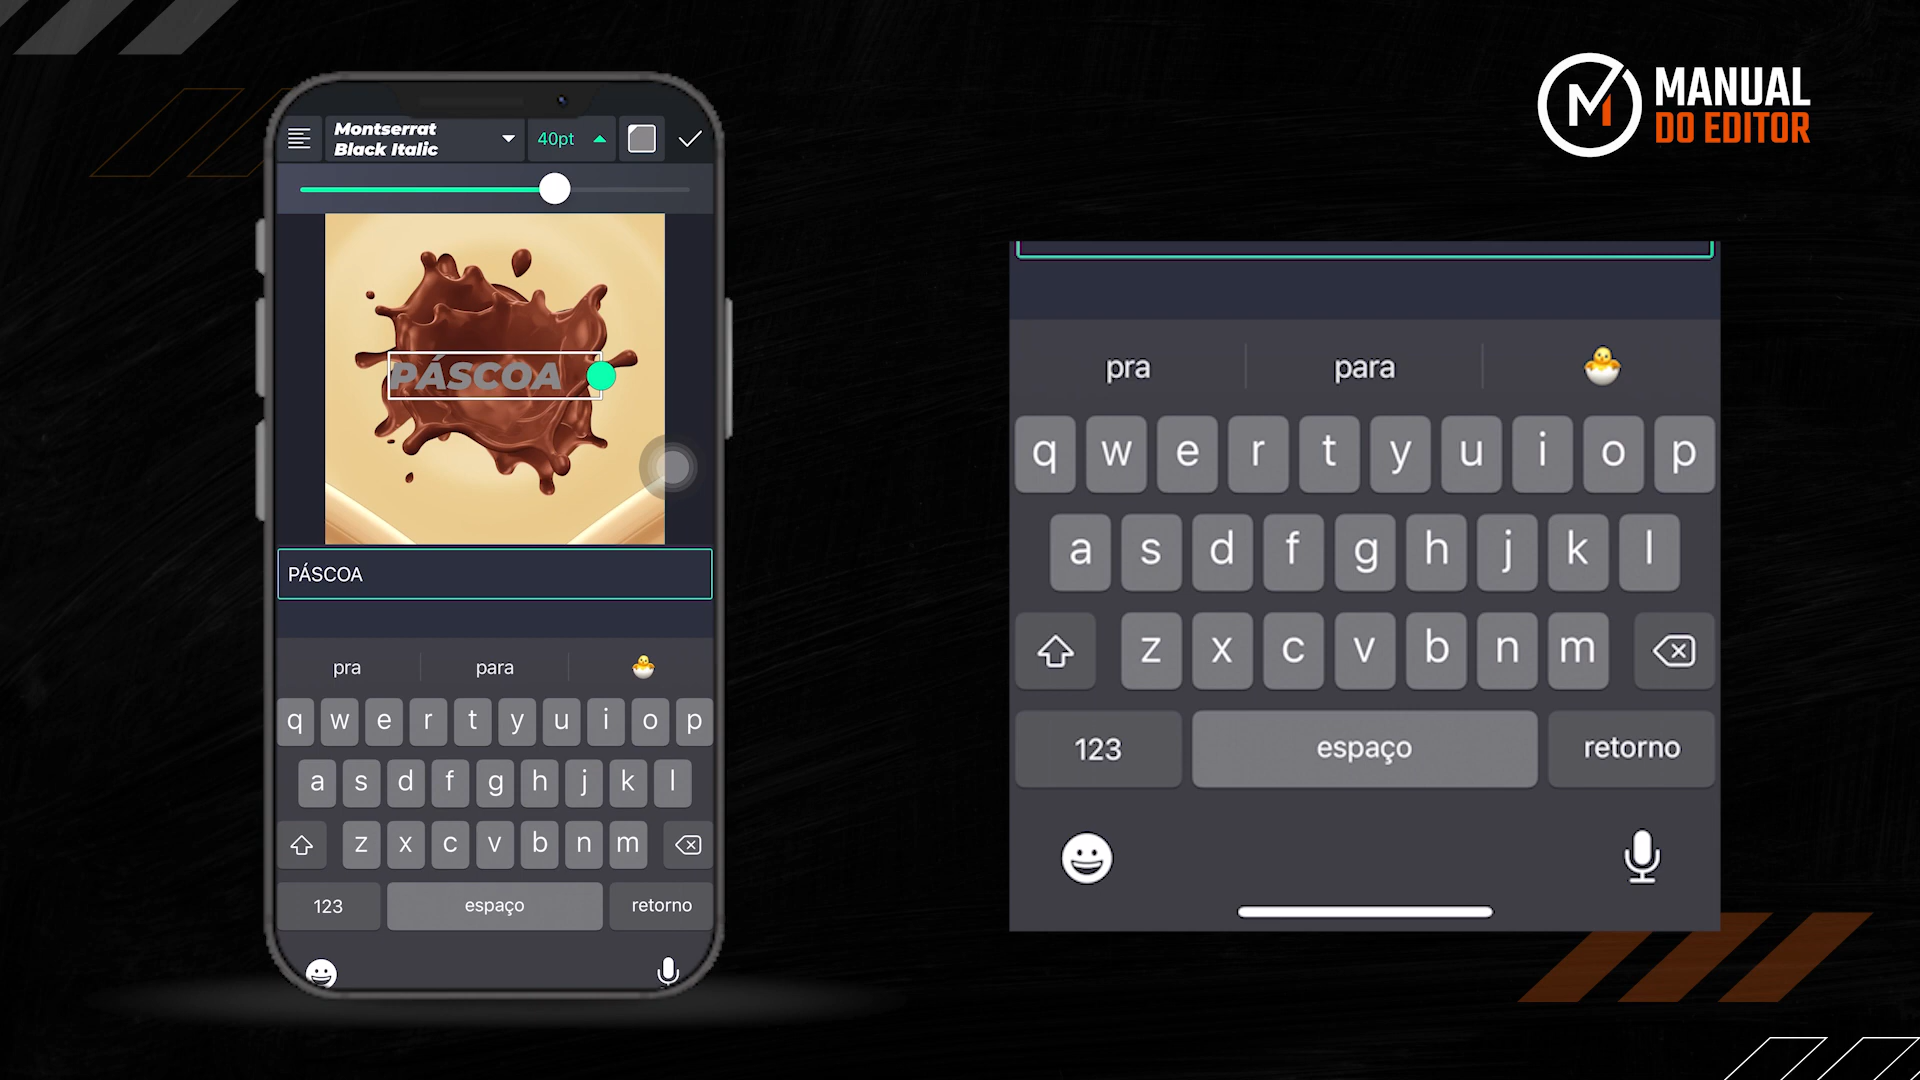 MANUAL
DO EDITOR
Montserrat
Black Italic
40pt
PÁSCOA
PÁSCOA
pra para
q w e r t y u i o p
a s d f g h j k l
z x c v b n m
123 espaço retorno
pra para
q w e r t y u i o p
a s d f g h j k l
z x c v b n m
123 espaço retorno